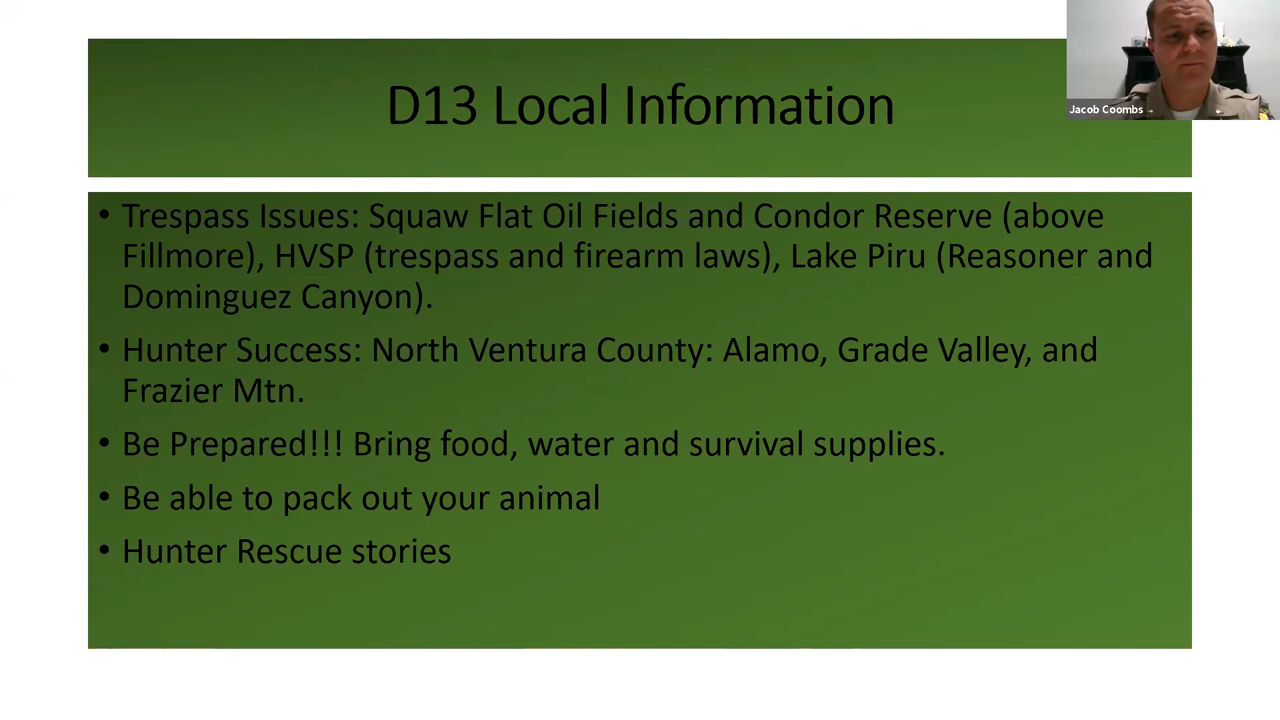 D13 Local Information
Jacob Coombs
• Trespass Issues: Squaw Flat Oil Fields and Condor Reserve (above
Fillmore), HVSP (trespass and firearm laws), Lake Piru (Reasoner and
Dominguez Canyon).
• Hunter Success: North Ventura County: Alamo, Grade Valley, and
Frazier Mtn.
• Be Prepared!!! Bring food, water and survival supplies.
• Be able to pack out your animal
• Hunter Rescue stories